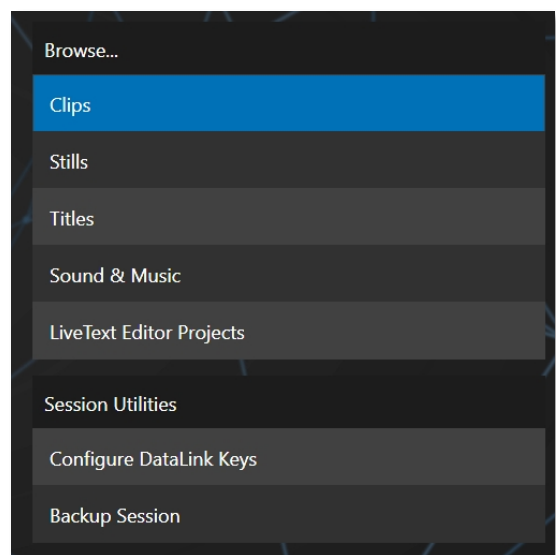 Browse...
Clips
Stills
Titles
Sound & Music
LiveText Editor Projects
Session Utilities
Configure DataLink Keys
Backup Session